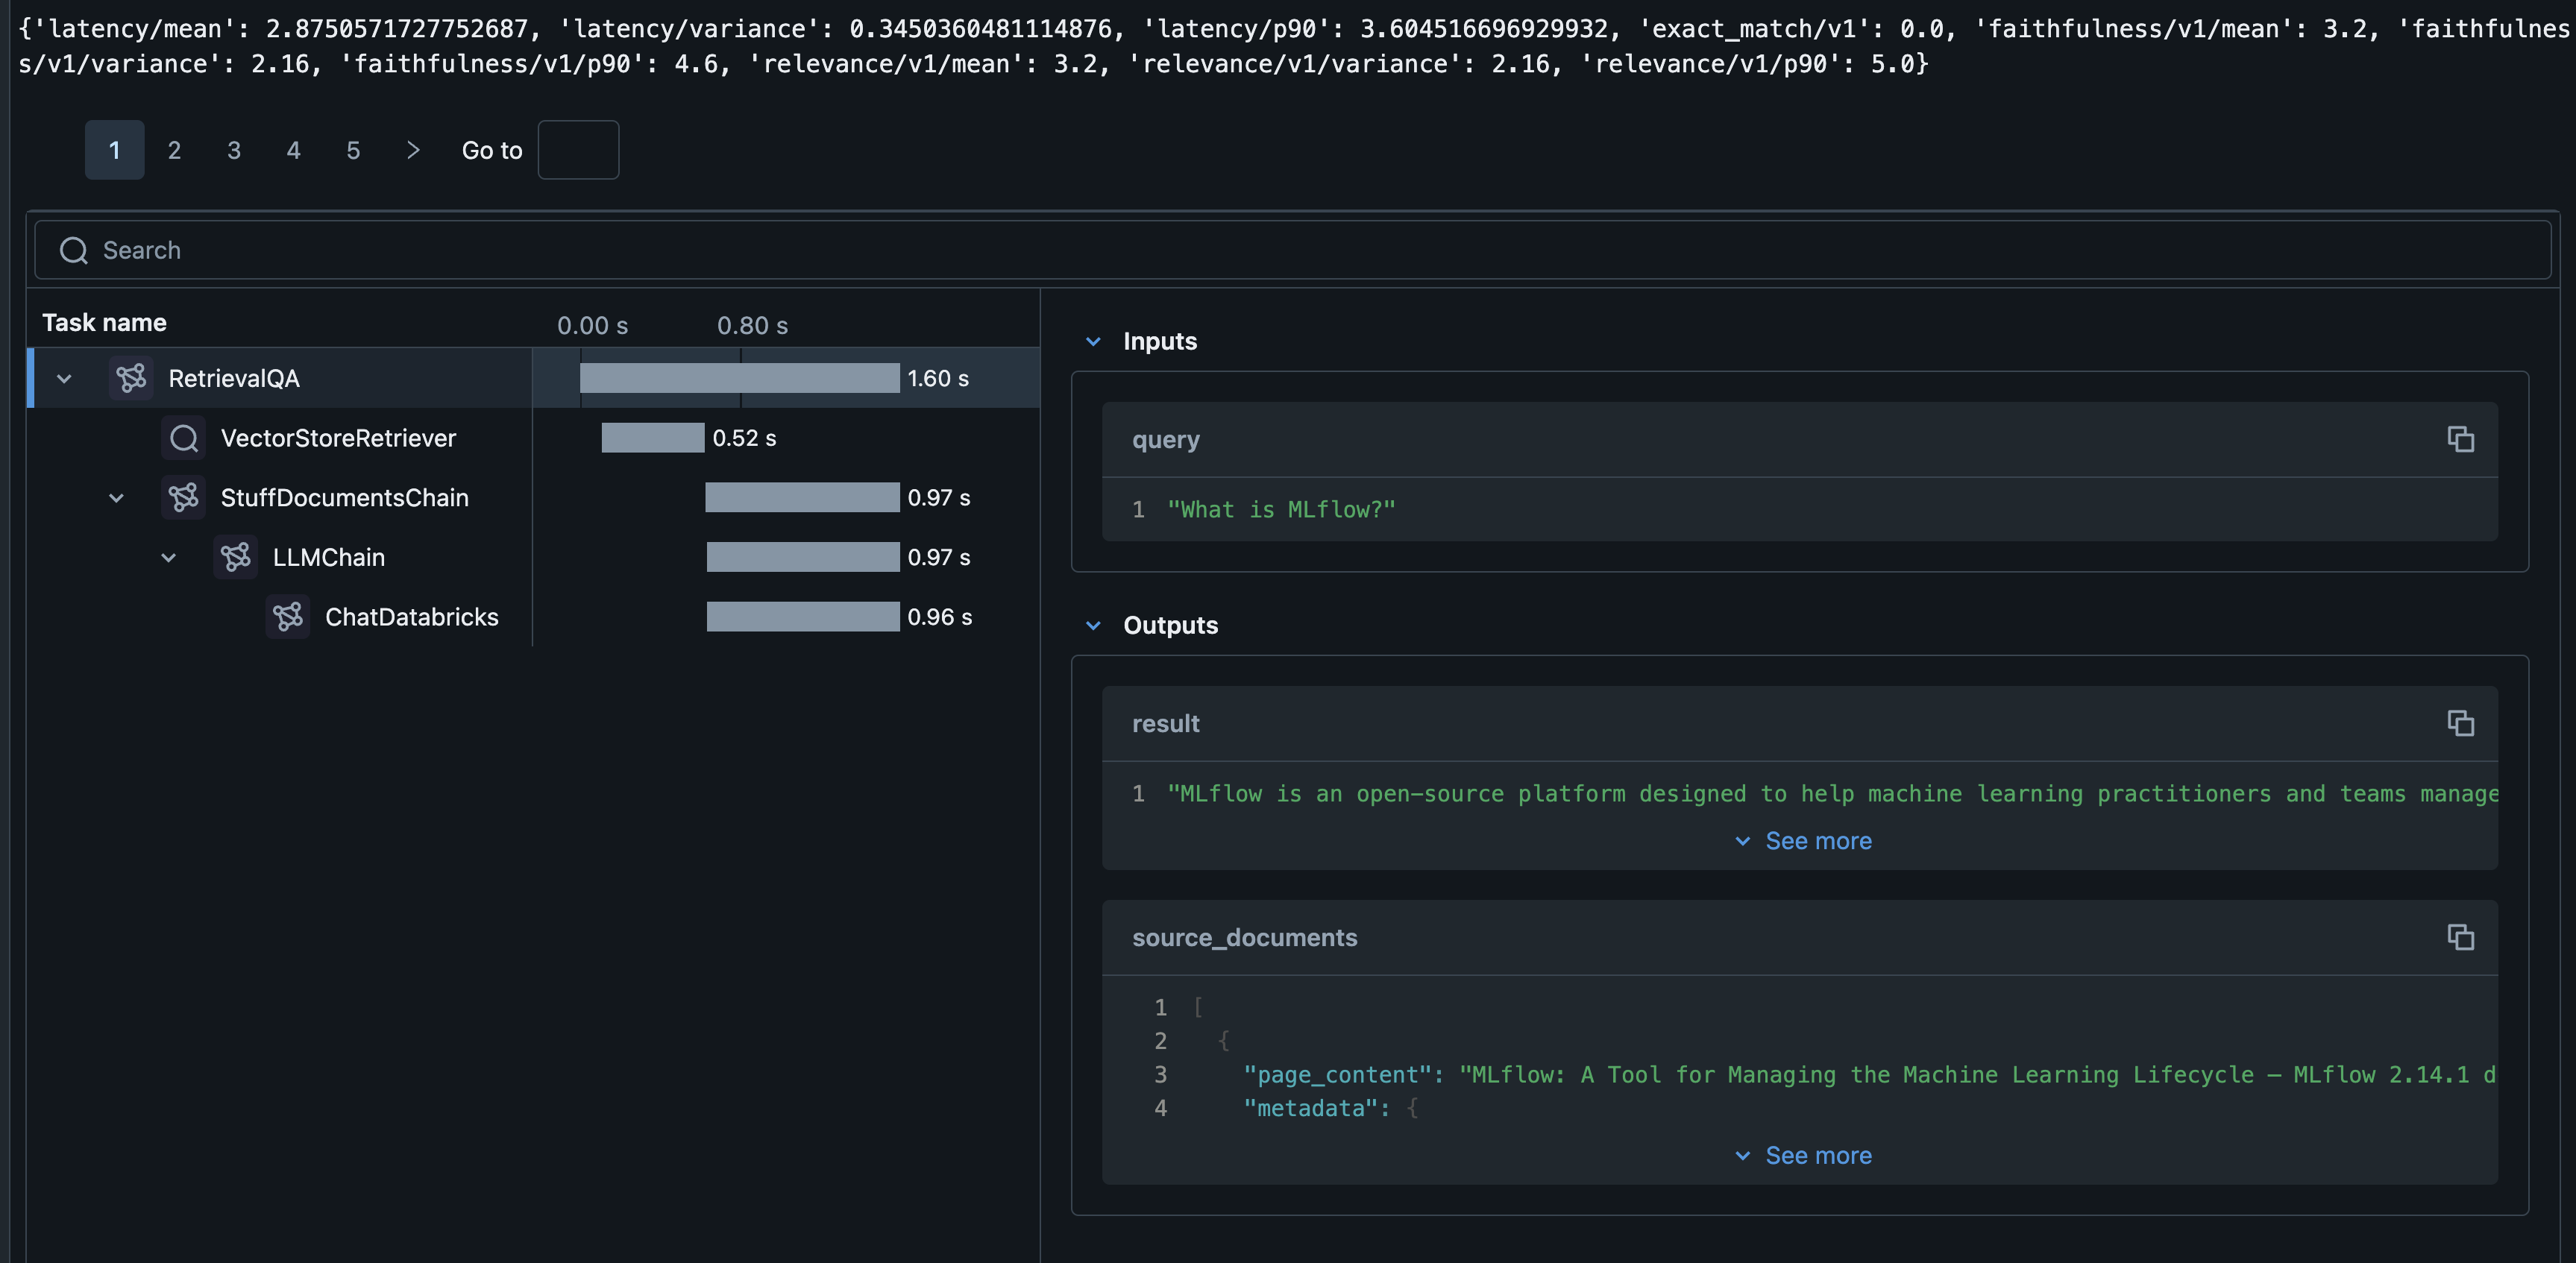 {'latency/mean': 2.8750571727752687, 'latency/variance': 0.3450360481114876, 'latency/p90': 3.604516696929932, 'exact_match/v1': 0.0, 'faithfulness/v1/mean': 3.2, 'faithfulnes
s/v1/variance': 2.16, 'faithfulness/v1/p90': 4.6, 'relevance/v1/mean': 3.2, 'relevance/v1/variance': 2.16, 'relevance/v1/p90': 5.0}
1 2 3 4 5 > Go to
Search
Task name 0.00 s 0.80 s
RetrievalQA 1.60 s
VectorStoreRetriever 0.52 s
StuffDocumentsChain 0.97 s
LLMChain 0.97 s
ChatDatabricks 0.96 s
Inputs
query
1 "What is MLflow?"
Outputs
result
1 "MLflow is an open-source platform designed to help machine learning practitioners and teams manage
See more
source_documents
1 [
2 {
3 "page_content": "MLflow: A Tool for Managing the Machine Learning Lifecycle — MLflow 2.14.1 d
4 "metadata": {
See more